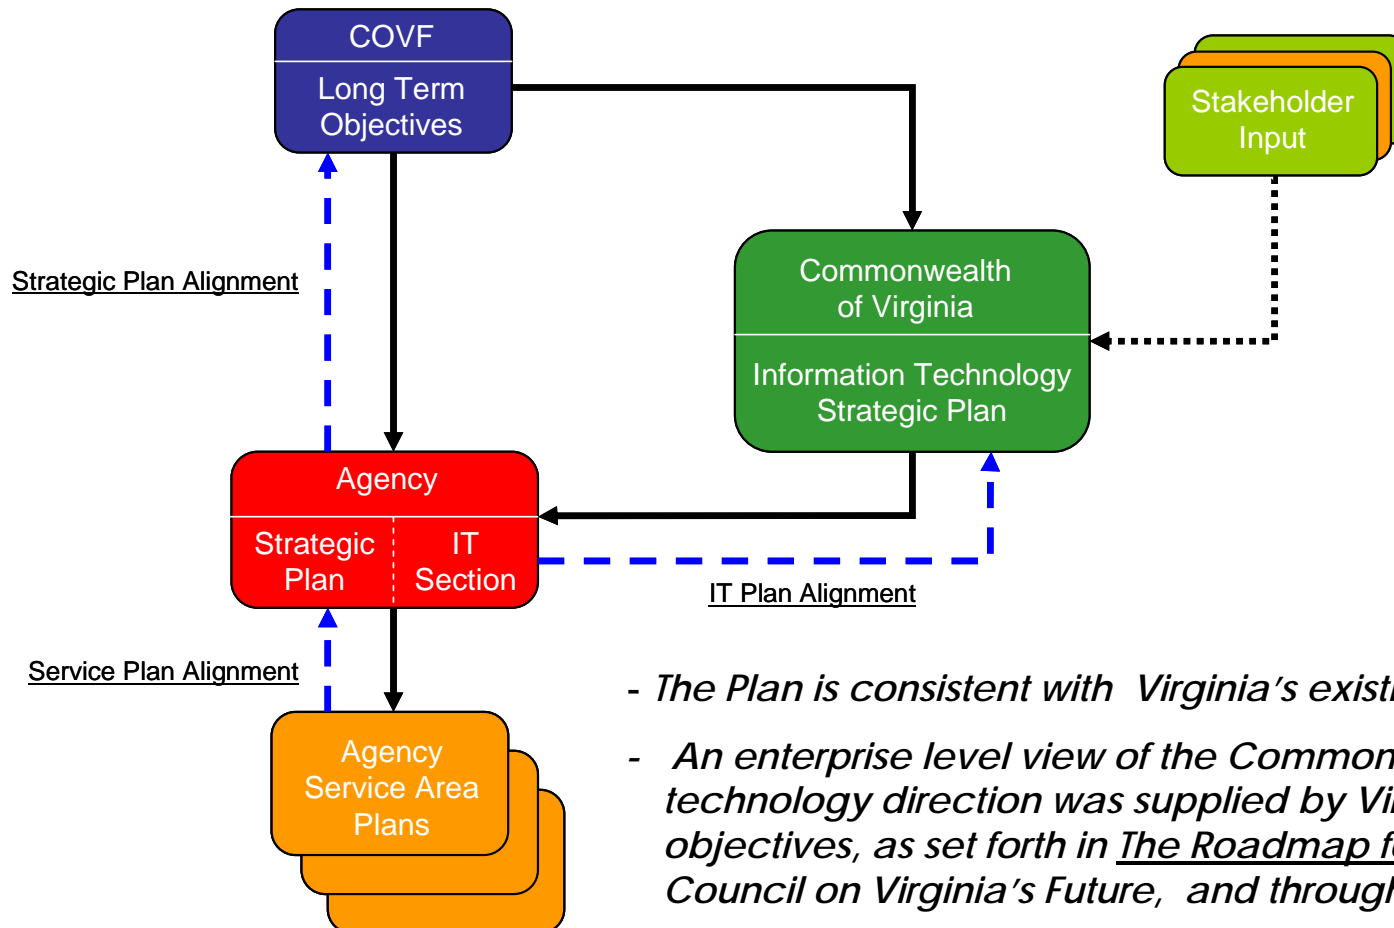 COVF
Long Term
Objectives
Stakeholder
Input
Strategic Plan Alignment
Commonwealth
of Virginia
Information Technology
Strategic Plan
Agency
Strategic
Plan
IT
Section
IT Plan Alignment
Service Plan Alignment
Agency
Service Area
Plans
- The Plan is consistent with Virginia's
- An enterprise level view of the
technology direction was supplied by
objectives, as set forth in The Roadmap
Council on Virginia's Future, and through